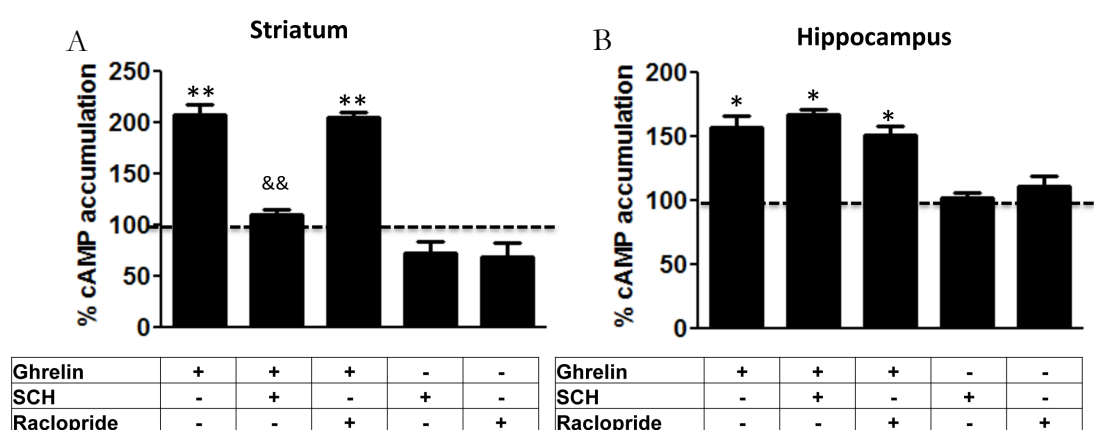 A
Striatum
% cAMP accumulation
250
200
150
100
50
0
**
&&
**
Ghrelin + + + - -
SCH - + - + -
Raclopride - - + - +
B
Hippocampus
% cAMP accumulation
200
150
100
50
0
*
*
*
Ghrelin + + + - -
SCH - + - + -
Raclopride - - + - +